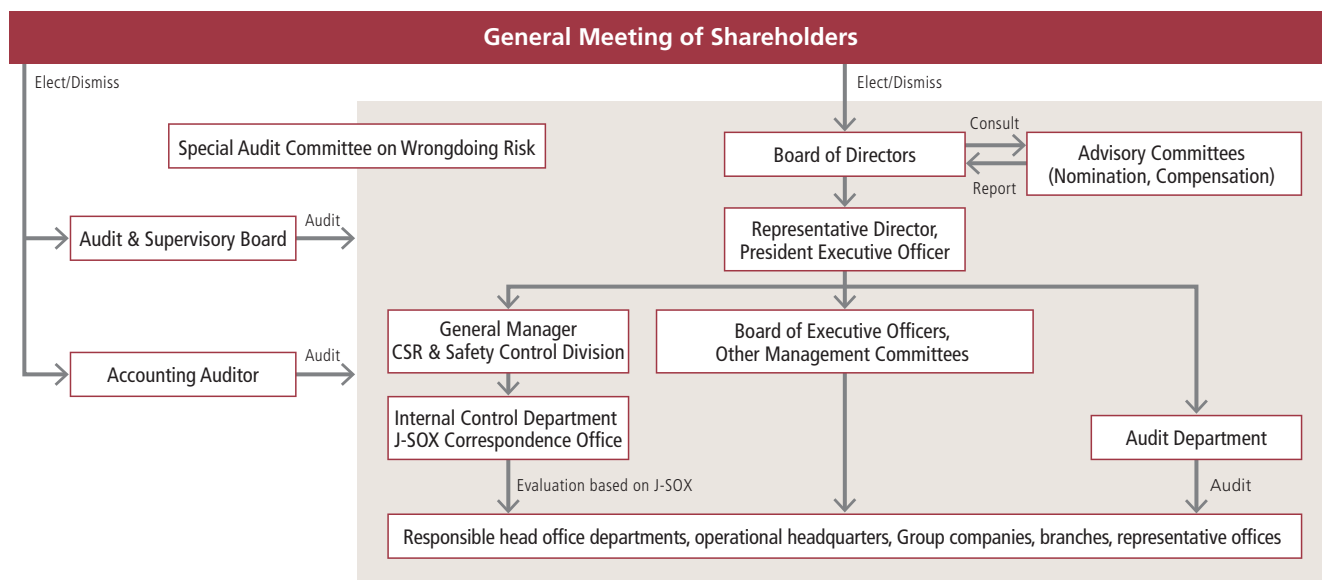 General Meeting of Shareholders
Elect/Dismiss
Elect/Dismiss
Special Audit Committee on Wrongdoing Risk
Board of Directors
Consult
Report
Advisory Committees
(Nomination, Compensation)
Audit & Supervisory Board
Audit
Representative Director,
President Executive Officer
General Manager
CSR & Safety Control Division
Board of Executive Officers,
Other Management Committees
Accounting Auditor
Audit
Internal Control Department
J-SOX Correspondence Office
Audit Department
Evaluation based on J-SOX
Audit
Responsible head office departments, operational headquarters, Group companies, branches, representative offices